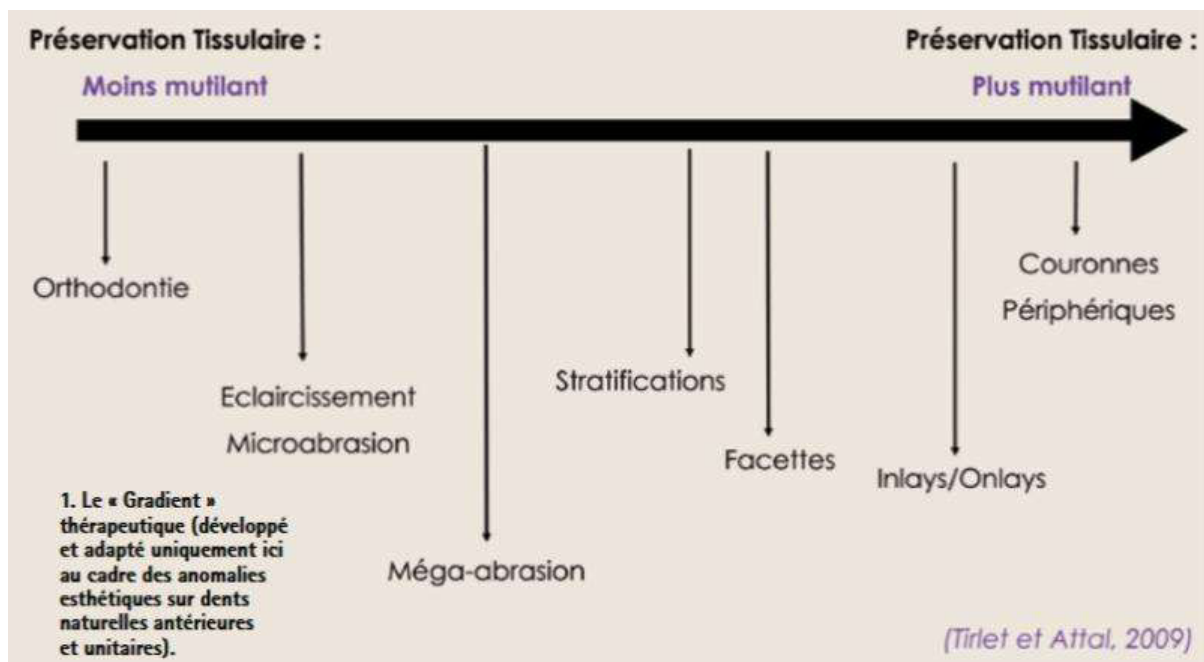 Préservation Tissulaire :
Moins mutilant
Préservation Tissulaire :
Plus mutilant
Orthodontie
Eclaircissement
Microabrasion
Méga-abrasion
Stratifications
Facettes
Inlays/Onlays
Couronnes
Périphériques
1. Le « Gradient »
thérapeutique (développé
et adapté uniquement ici
au cadre des anomalies
esthétiques sur dents
naturelles antérieures
et unitaires).
(Tirlet et Attal, 2009)